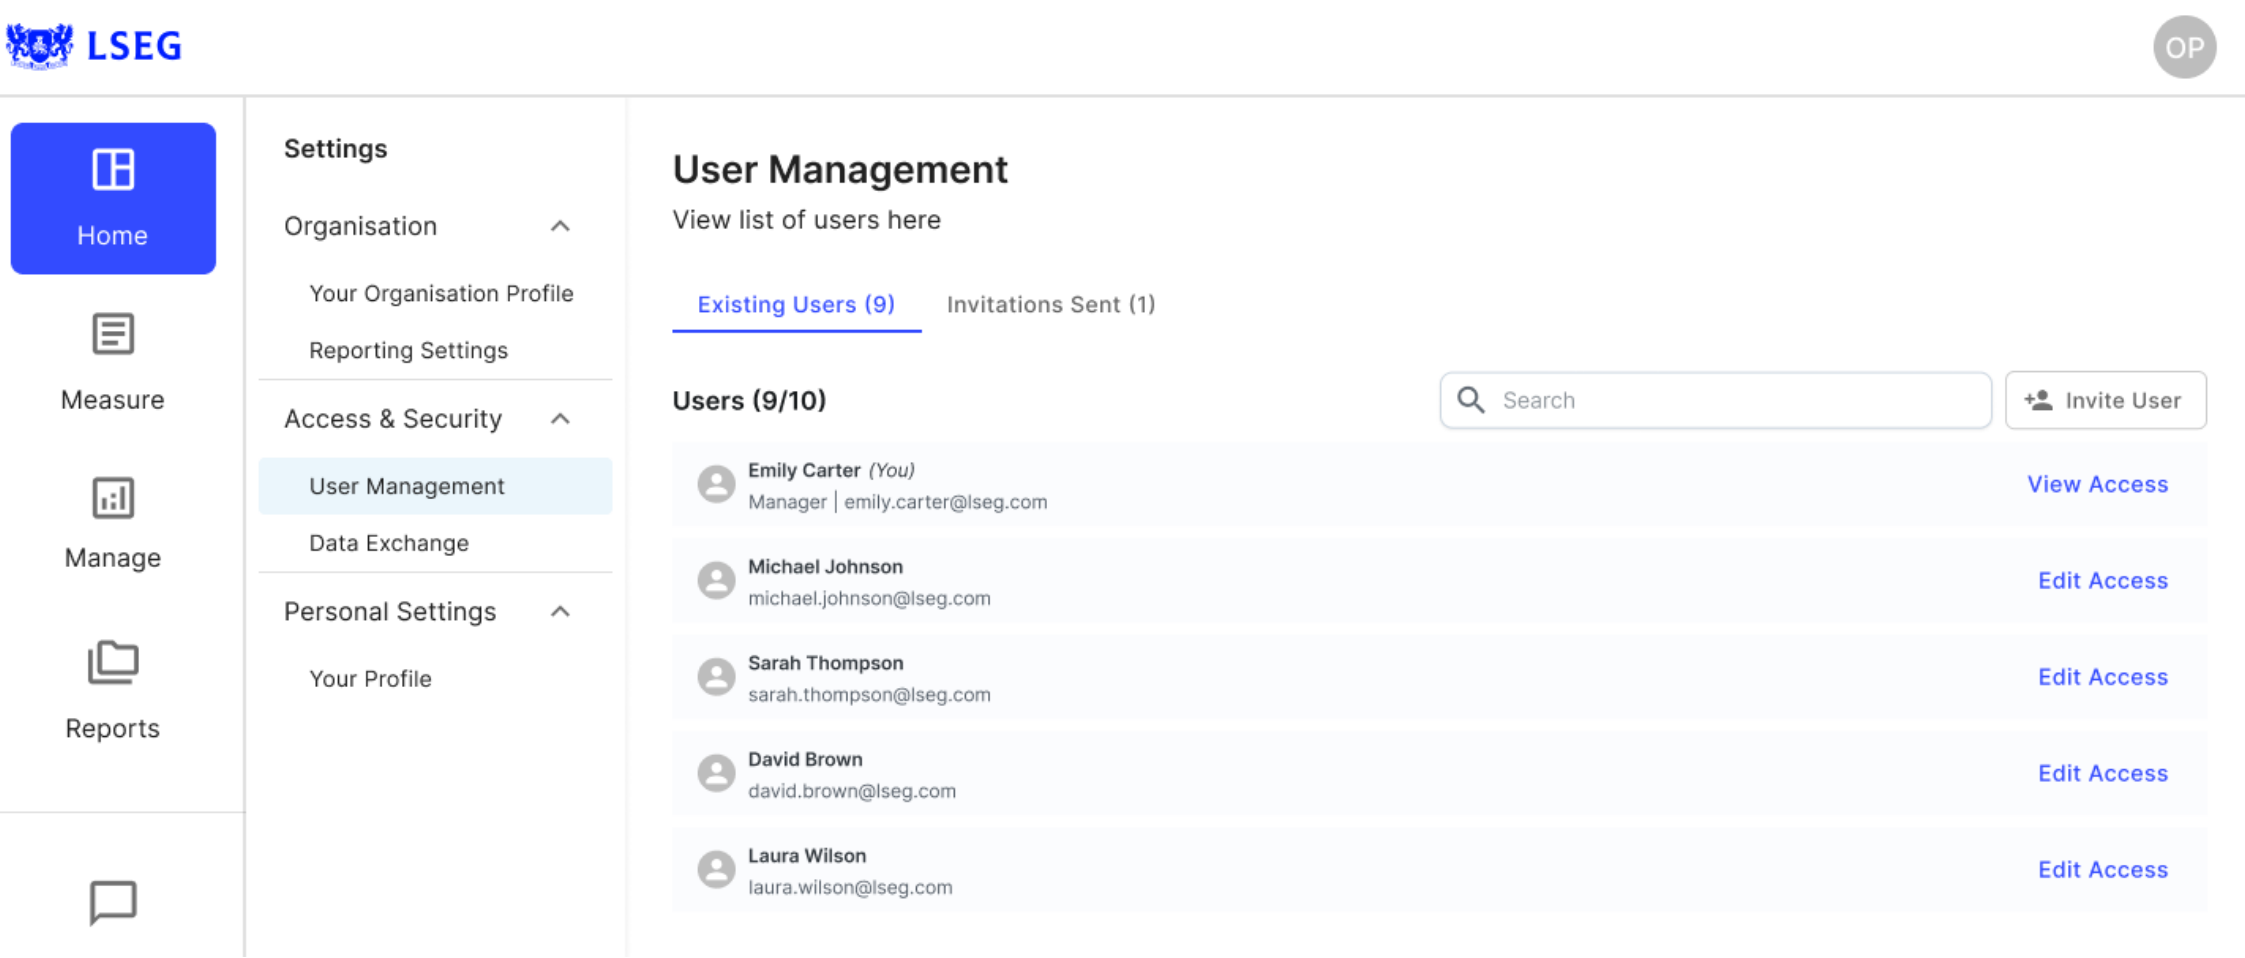 LSEG
OP
Home
Measure
Manage
Reports
Settings
Organisation
Your Organisation Profile
Reporting Settings
Access & Security
User Management
Data Exchange
Personal Settings
Your Profile
User Management
View list of users here
Existing Users (9) Invitations Sent (1)
Users (9/10) Search Invite User
Emily Carter (You)
Manager | emily.carter@lseg.com
View Access
Michael Johnson
michael.johnson@lseg.com
Edit Access
Sarah Thompson
sarah.thompson@lseg.com
Edit Access
David Brown
david.brown@lseg.com
Edit Access
Laura Wilson
laura.wilson@lseg.com
Edit Access